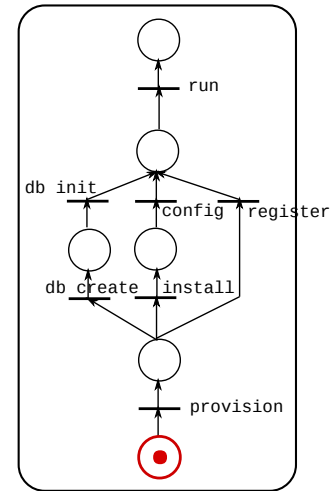 run
db init
config
register
db create
install
provision